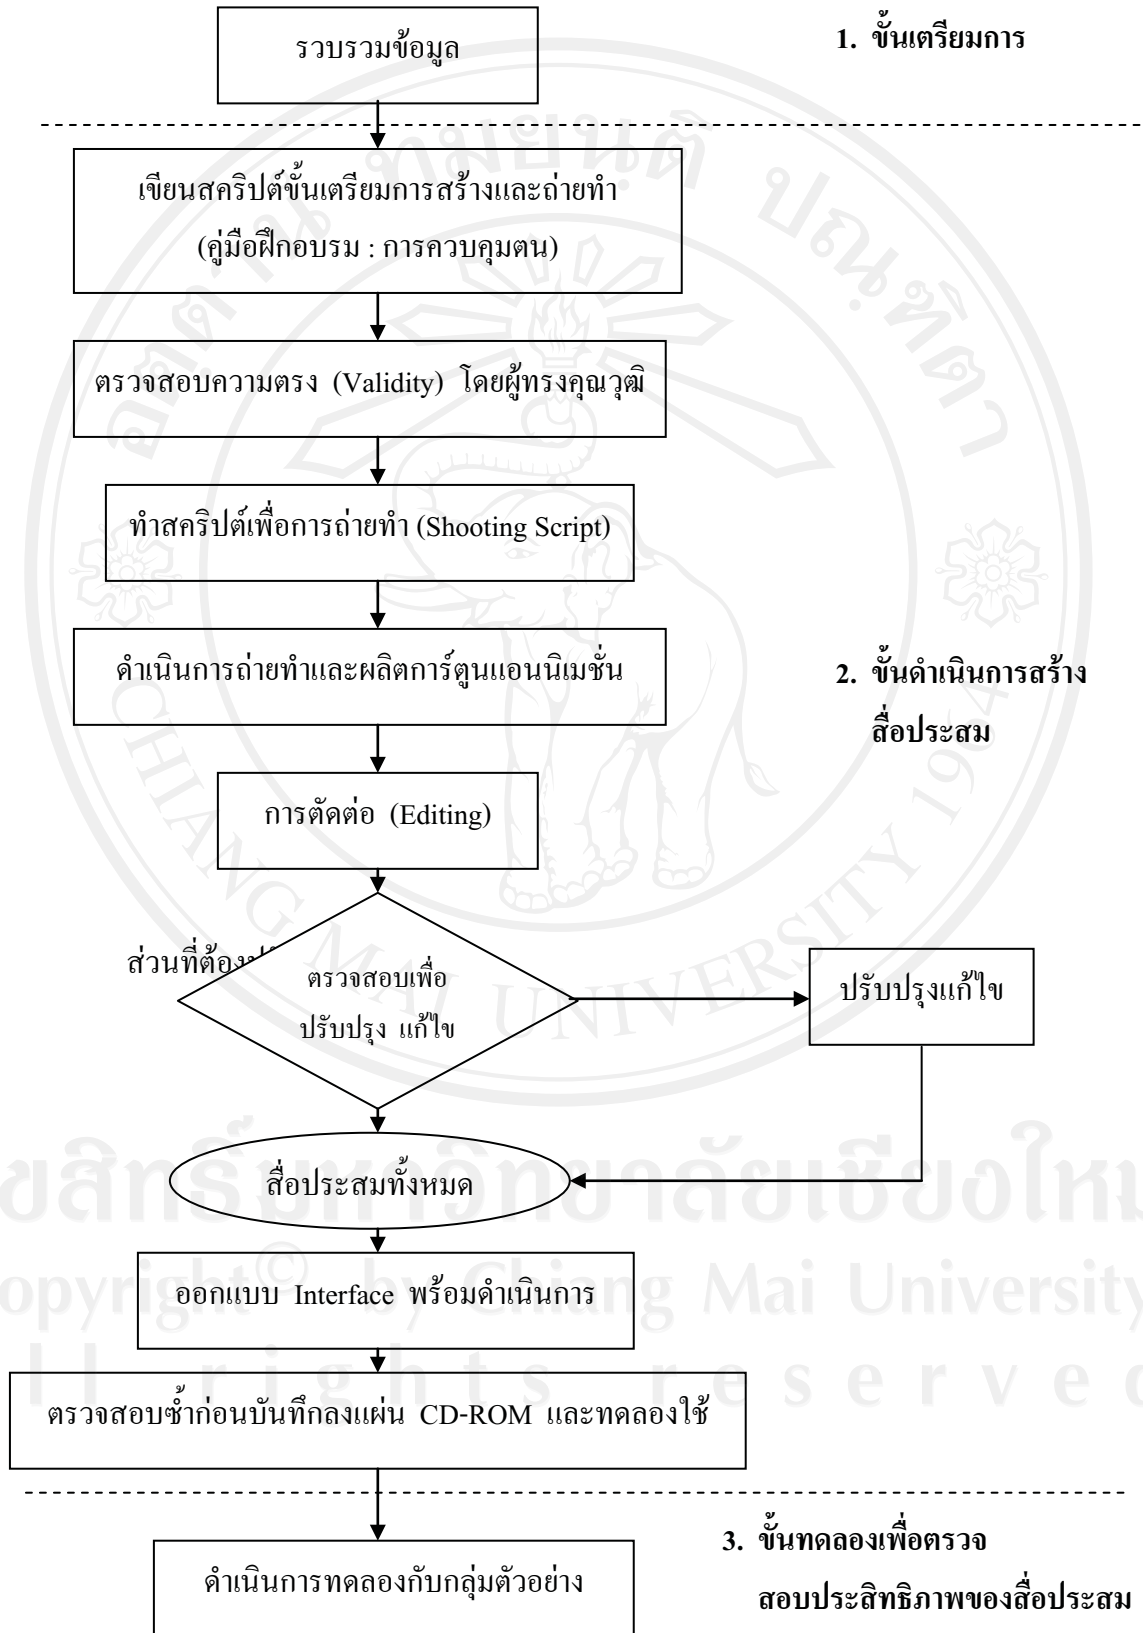 รวบรวมข้อมูล
1. ขั้นเตรียมการ
เขียนสคริปต์ขั้นเตรียมการสร้างและถ่ายทำ
(คู่มือฝึกอบรม : การควบคุมตน)
ตรวจสอบความตรง (Validity) โดยผู้ทรงคุณวุฒิ
ทำสคริปต์เพื่อการถ่ายทำ (Shooting Script)
ดำเนินการถ่ายทำและผลิตการ์ตูนแอนนิเมชั่น
2. ขั้นดำเนินการสร้าง
สื่อประสม
การตัดต่อ (Editing)
ส่วนที่ต้อง
ตรวจสอบเพื่อ
ปรับปรุง แก้ไข
ปรับปรุงแก้ไข
สื่อประสมทั้งหมด
ออกแบบ Interface พร้อมดำเนินการ
ตรวจสอบซ้ำก่อนบันทึกลงแผ่น CD-ROM และทดลองใช้
3. ขั้นทดลองเพื่อตรวจ
สอบประสิทธิภาพของสื่อประสม
ดำเนินการทดลองกับกลุ่มตัวอย่าง
CHIANG MAI UNIVERSITY 1964
by Chiang Mai University
rights reserved